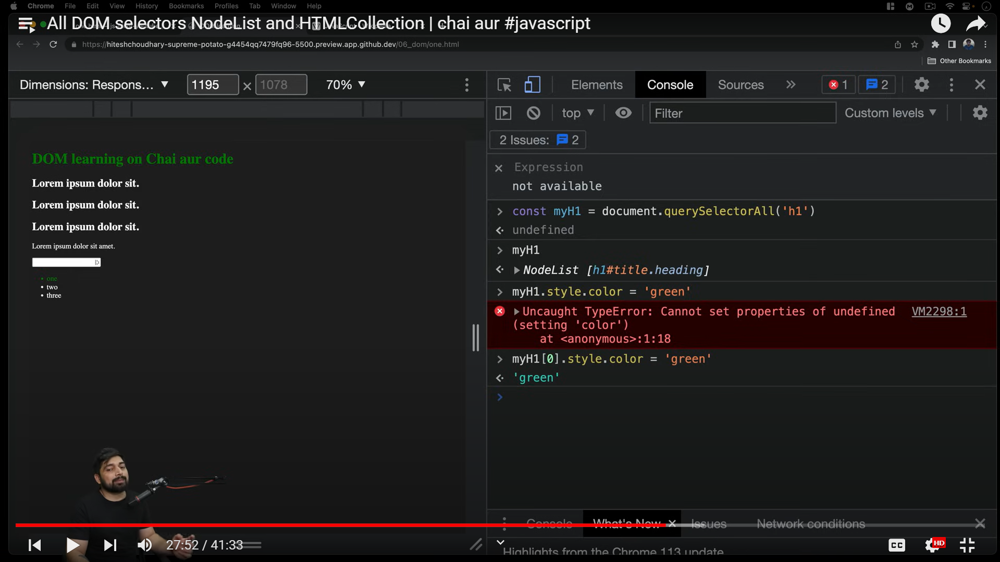 Chrome File Edit View History Bookmarks Profiles Tab Window Help
All DOM selectors NodeList and HTMLCollection | chai aur #javascript
https://hiteshchoudhary-supreme-potato-g4454qq7479fq96-5500.preview.app.github.dev/06_dom/one.html
Other Bookmarks
Dimensions: Respons... ▼ 1195 × 1078 70% ▼
Elements Console Sources » 1 2
top ▼ Filter Custom levels ▼
2 Issues: 2
DOM learning on Chai aur code
Lorem ipsum dolor sit.
Lorem ipsum dolor sit.
Lorem ipsum dolor sit.
Lorem ipsum dolor sit amet.
• one
• two
• three
Expression
not available
const myH1 = document.querySelectorAll('h1')
undefined
myH1
NodeList [h1#title.heading]
myH1.style.color = 'green'
Uncaught TypeError: Cannot set properties of undefined VM2298:1
(setting 'color')
at <anonymous>:1:18
myH1[0].style.color = 'green'
'green'
Console What's New × Issues Network conditions
Highlights from the Chrome 113 update
27:52 / 41:33
CC HD